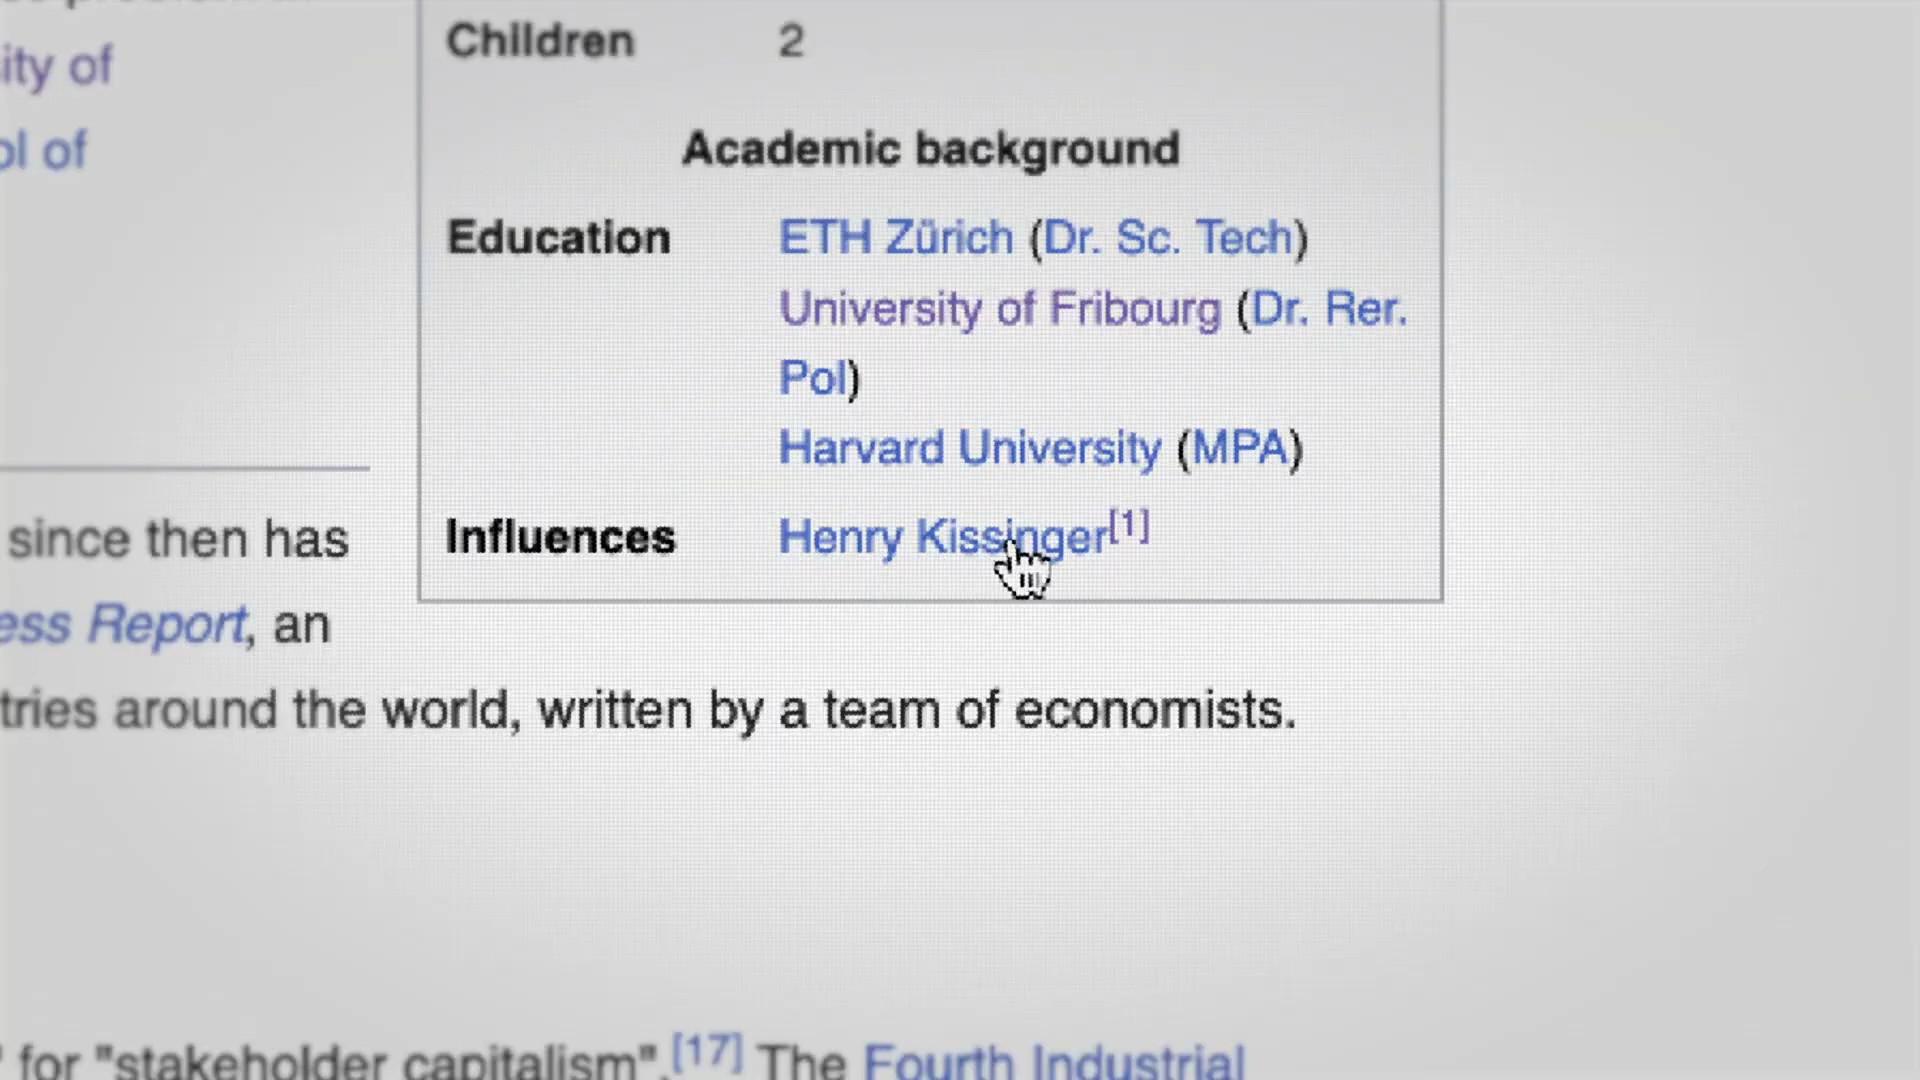 Children 2
ity of
ol of
Academic background
Education ETH Zürich (Dr. Sc. Tech)
University of Fribourg (Dr. Rer.
Pol)
Harvard University (MPA)
since then has
Influences Henry Kissinger[1]
ess Report, an
tries around the world, written by a team of economists.
for "stakeholder capitalism".[17] The Fourth Industrial